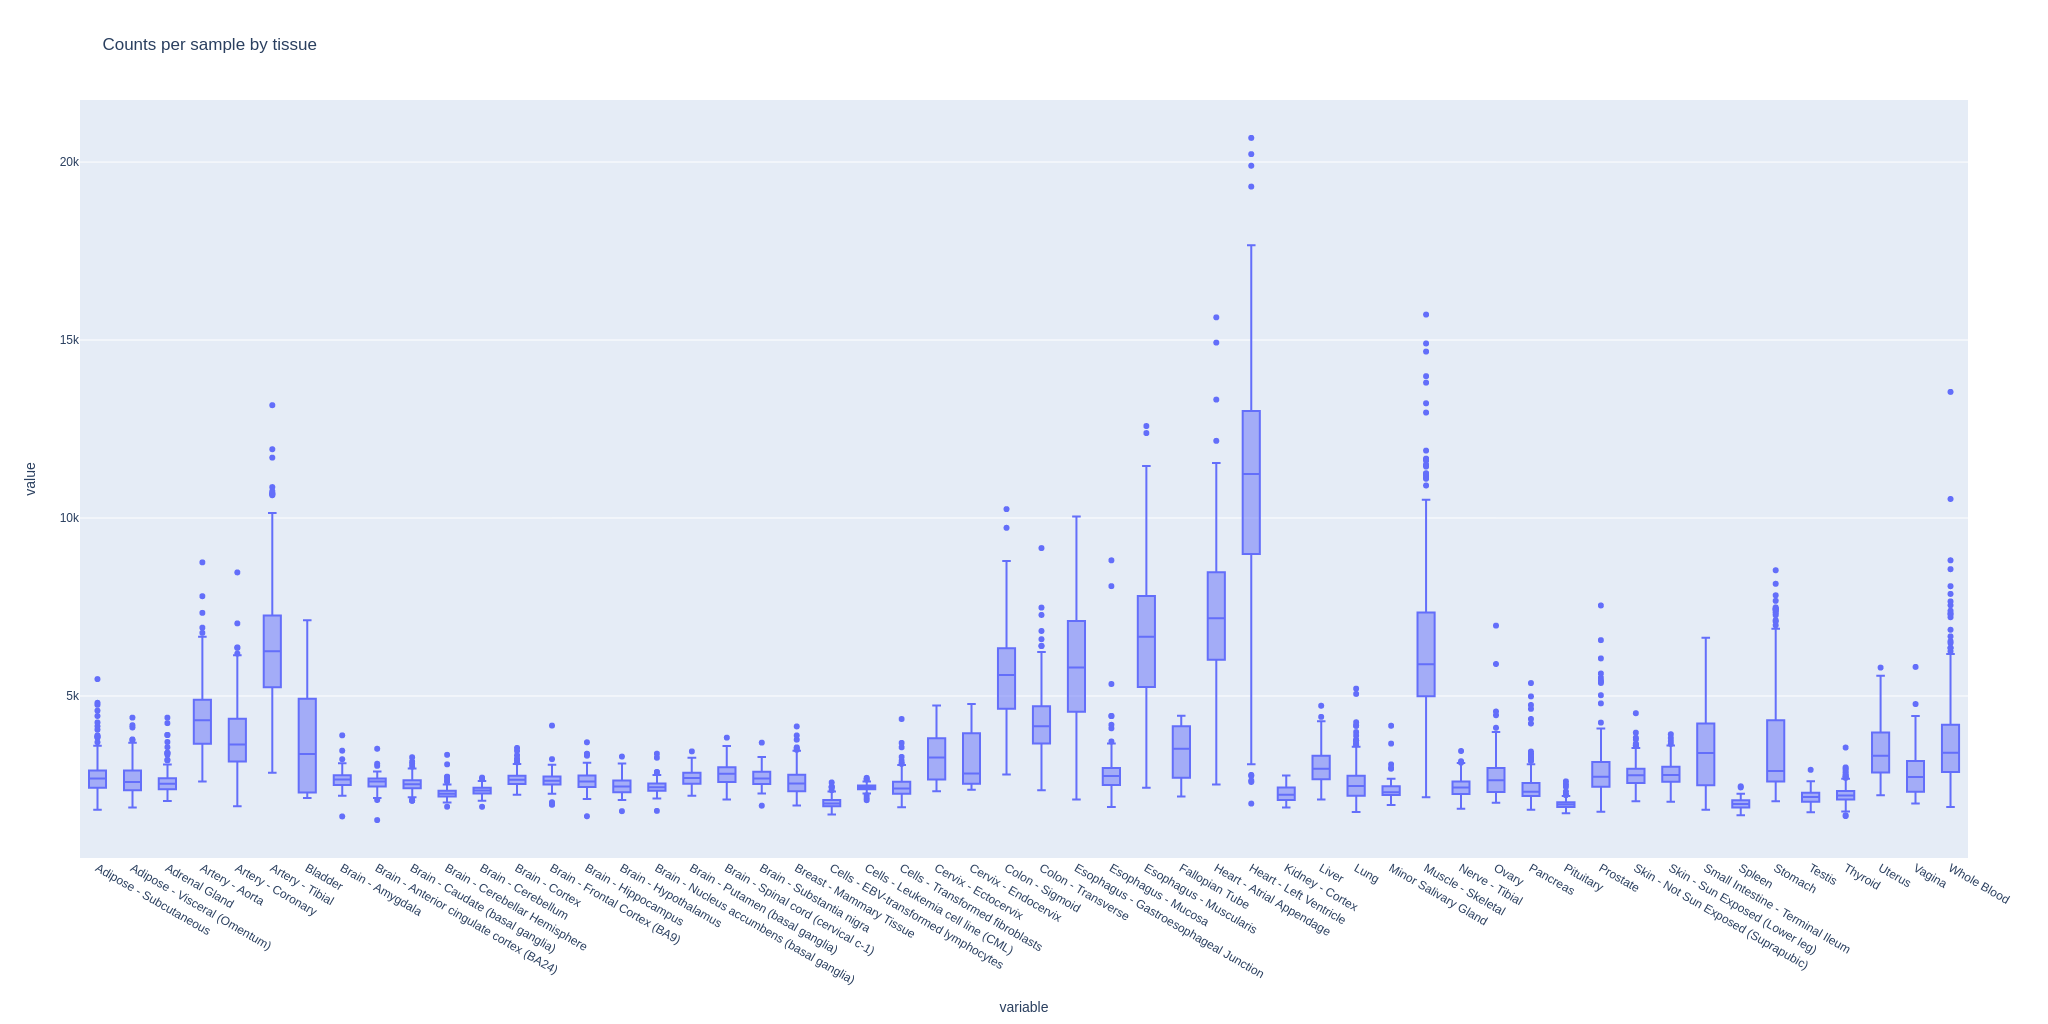 Counts per sample by tissue
20k
15k
10k
5k
value
Adipose - Subcutaneous
Adipose - Visceral (Omentum)
Adrenal Gland
Artery - Aorta
Artery - Coronary
Artery - Tibial
Bladder
Brain - Amygdala
Brain - Anterior cingulate cortex (BA24)
Brain - Caudate (basal ganglia)
Brain - Cerebellar Hemisphere
Brain - Cerebellum
Brain - Cortex
Brain - Frontal Cortex (BA9)
Brain - Hippocampus
Brain - Hypothalamus
Brain - Nucleus accumbens (basal ganglia)
Brain - Putamen (basal ganglia)
Brain - Spinal cord (cervical c-1)
Brain - Substantia nigra
Breast - Mammary Tissue
Cells - EBV-transformed lymphocytes
Cells - Leukemia cell line (CML)
Cells - Transformed fibroblasts
Cervix - Ectocervix
Cervix - Endocervix
Colon - Sigmoid
Colon - Transverse
Esophagus - Gastroesophageal Junction
Esophagus - Mucosa
Esophagus - Muscularis
Fallopian Tube
Heart - Atrial Appendage
Heart - Left Ventricle
Kidney - Cortex
Liver
Lung
Minor Salivary Gland
Muscle - Skeletal
Nerve - Tibial
Ovary
Pancreas
Pituitary
Prostate
Skin - Not Sun Exposed (Suprapubic)
Skin - Sun Exposed (Lower leg)
Small Intestine - Terminal Ileum
Spleen
Stomach
Testis
Thyroid
Uterus
Vagina
Whole Blood
variable